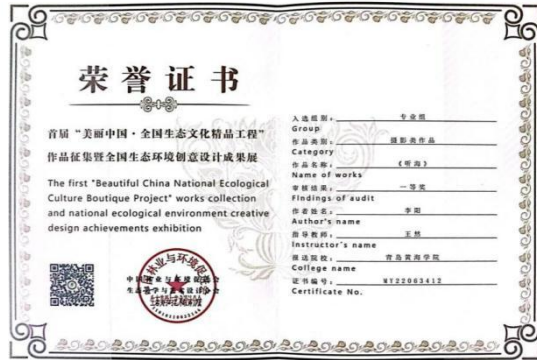 荣誉证书
首届“美丽中国·全国生态文化精品工程”
作品征集暨全国生态环境创意设计成果展
The first "Beautiful China National Ecological
Culture Boutique Project" works collection
and national ecological environment creative
design achievements exhibition
入选组别： 专业组
Group
作品类别： 摄影类作品
Category
作品名称： 《听海》
Name of works
审核结果： 一等奖
Findings of audit
作者姓名： 李阳
Author's name
指导教师： 王然
Instructor's name
报送院校： 青岛黄海学院
College name
证书编号： MY22063412
Certificate No.